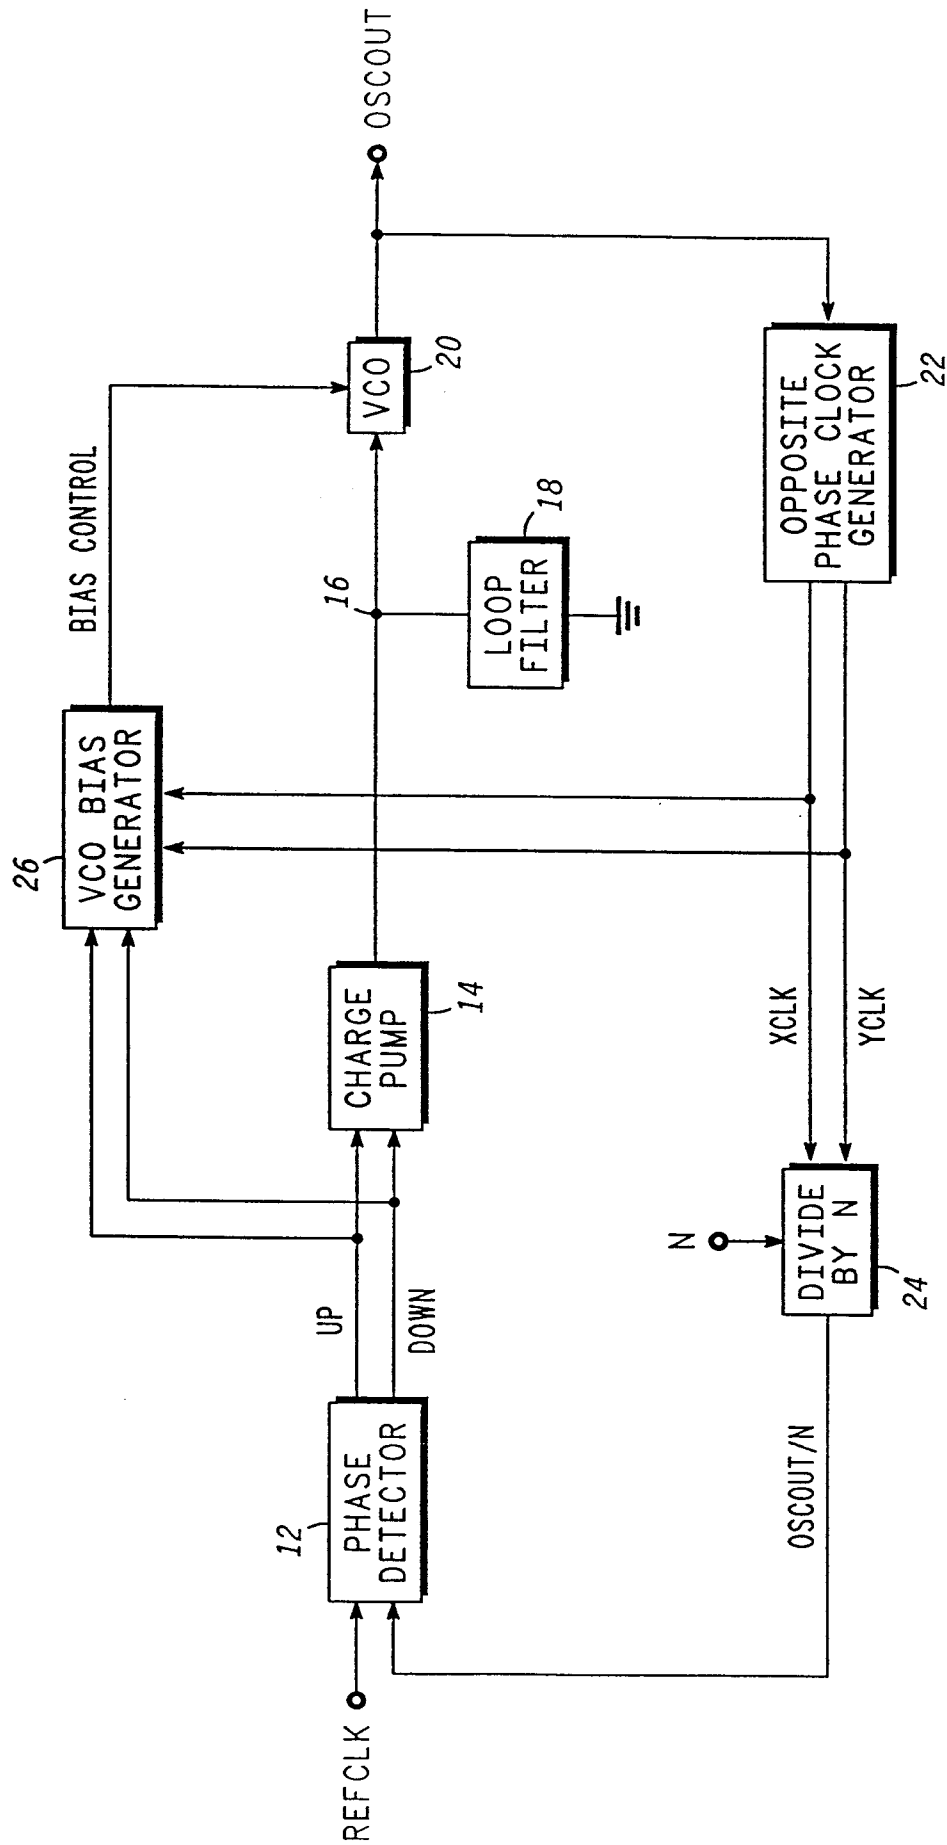 26
VCO BIAS
GENERATOR
BIAS CONTROL
REFCLK
12
PHASE
DETECTOR
UP
DOWN
CHARGE
PUMP
14
16
LOOP
FILTER
18
VCO
20
OSCOUT
OSCOUT/N
N
DIVIDE
BY N
24
XCLK
YCLK
OPPOSITE
PHASE CLOCK
GENERATOR
22